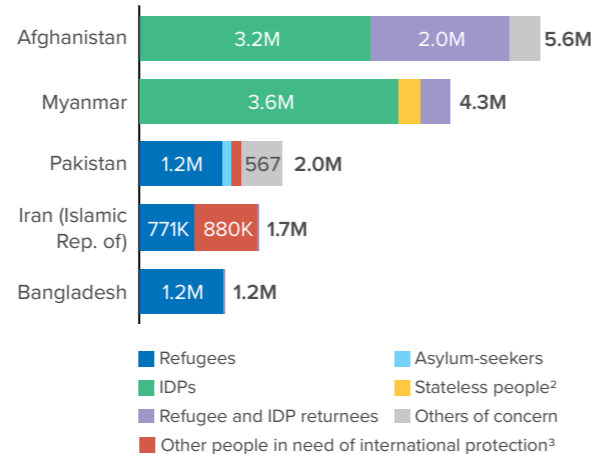 Afghanistan 3.2M 2.0M 5.6M
Myanmar 3.6M 4.3M
Pakistan 1.2M 567 2.0M
Iran (Islamic
Rep. of) 771K 880K 1.7M
Bangladesh 1.2M 1.2M
Refugees Asylum-seekers
IDPs Stateless people²
Refugee and IDP returnees Others of concern
Other people in need of international protection³